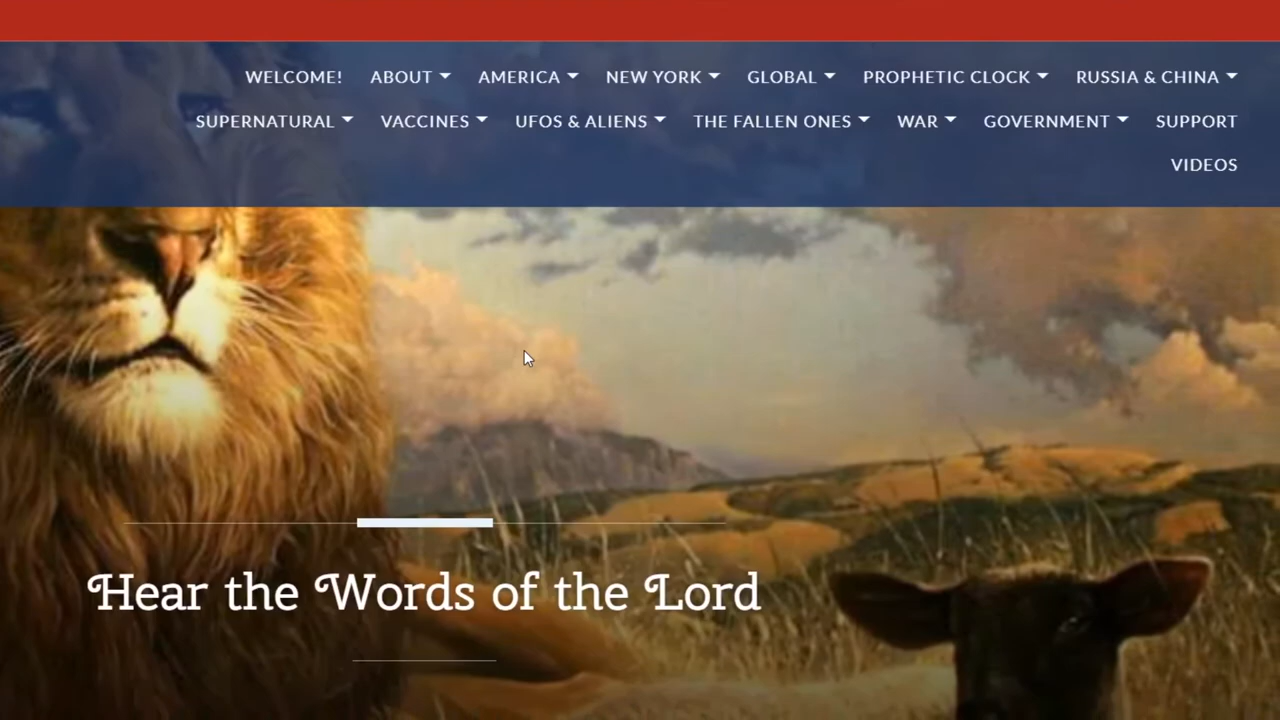 WELCOME! ABOUT AMERICA NEW YORK GLOBAL PROPHETIC CLOCK RUSSIA & CHINA
SUPERNATURAL VACCINES UFOS & ALIENS THE FALLEN ONES WAR GOVERNMENT SUPPORT
VIDEOS
Hear the Words of the Lord